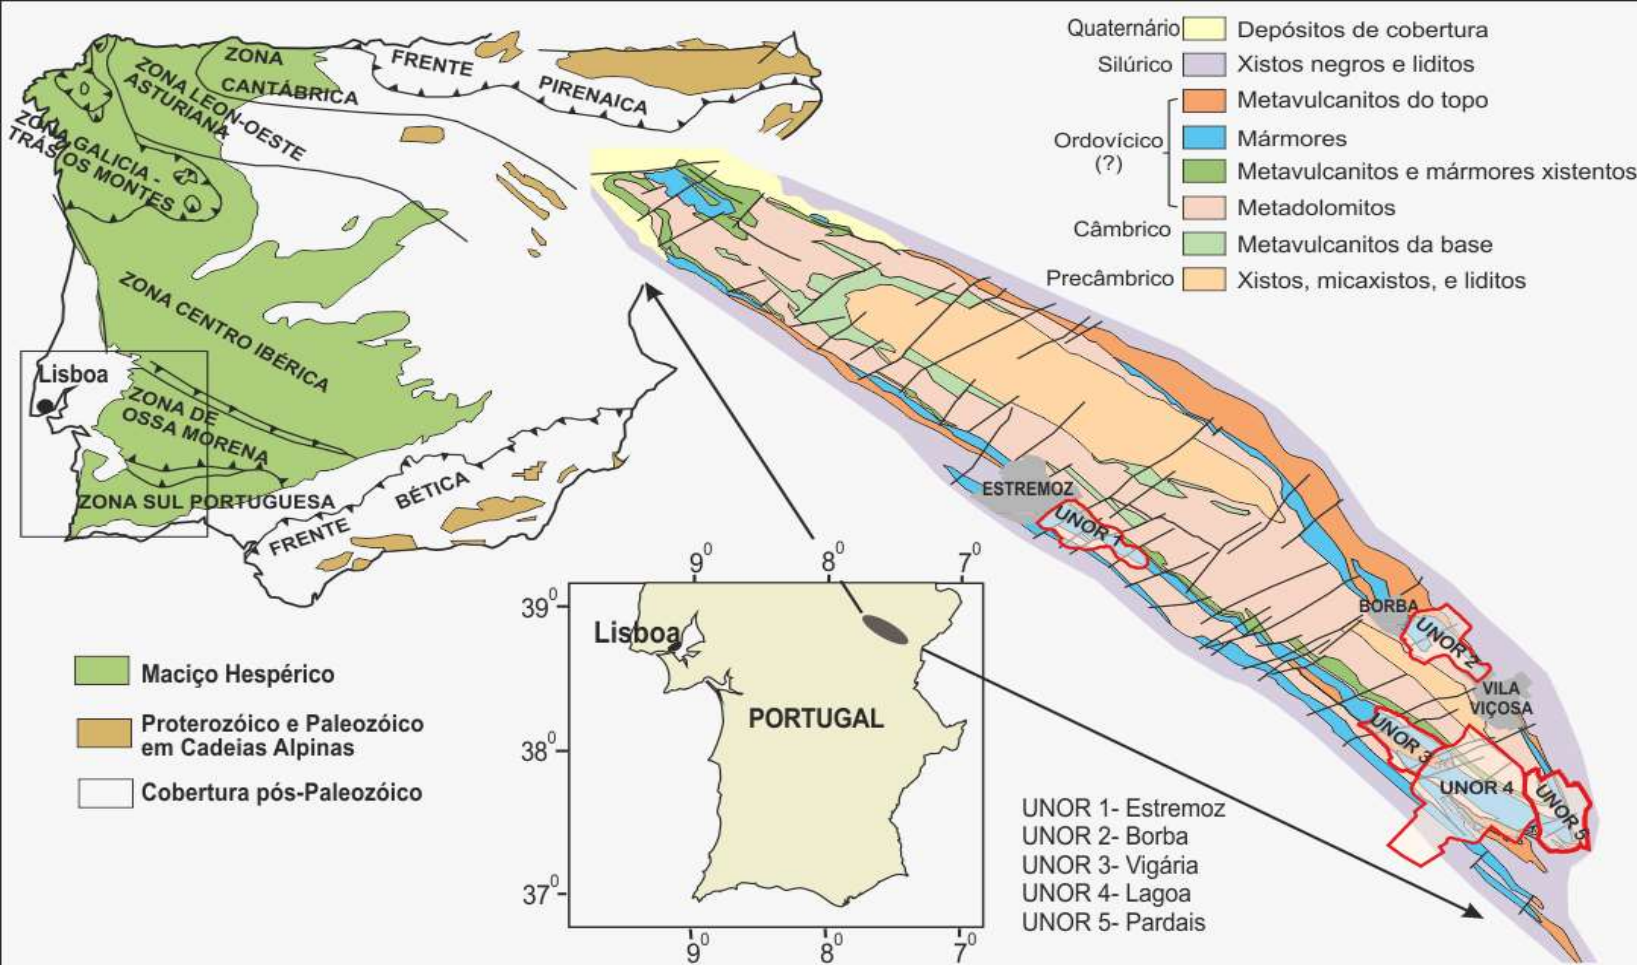 ZONA
CANTÁBRICA
FRENTE
PIRENAICA
ZONA LEON-OESTE
ASTURIANA
ZONA GALICIA -
TRÁS OS MONTES
ZONA CENTRO IBÉRICA
Lisboa
ZONA DE
OSSA MORENA
ZONA SUL PORTUGUESA
FRENTE
BÉTICA
Maciço Hespérico
Proterozóico e Paleozóico
em Cadeias Alpinas
Cobertura pós-Paleozóico
9⁰
8⁰
7⁰
39⁰
38⁰
37⁰
Lisboa
PORTUGAL
9⁰
8⁰
7⁰
Quaternário
Depósitos de cobertura
Silúrico
Xistos negros e liditos
Metavulcanitos do topo
Ordovícico
(?)
Mármores
Metavulcanitos e mármores xistentos
Metadolomitos
Câmbrico
Metavulcanitos da base
Precâmbrico
Xistos, micaxistos, e liditos
ESTREMOZ
UNOR 1
BORBA
UNOR 2
VILA
VIÇOSA
UNOR 3
UNOR 4
UNOR 5
UNOR 1- Estremoz
UNOR 2- Borba
UNOR 3- Vigária
UNOR 4- Lagoa
UNOR 5- Pardais